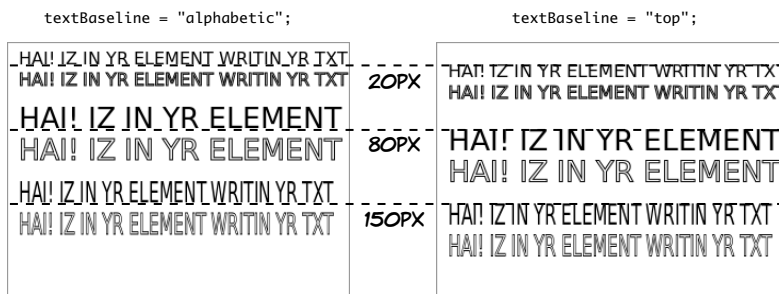 textBaseline = "alphabetic";
HAI! IZ IN YR ELEMENT WRITIN YR TXT
HAI! IZ IN YR ELEMENT WRITIN YR TXT
HAI! IZ IN YR ELEMENT
HAI! IZ IN YR ELEMENT
HAI! IZ IN YR ELEMENT WRITIN YR TXT
HAI! IZ IN YR ELEMENT WRITIN YR TXT
20PX
80PX
150PX
textBaseline = "top";
HAI! IZ IN YR ELEMENT WRITIN YR TX
HAI! IZ IN YR ELEMENT WRITIN YR TX
HAI! IZ IN YR ELEMENT
HAI! IZ IN YR ELEMENT
HAI! IZ IN YR ELEMENT WRITIN YR TXT
HAI! IZ IN YR ELEMENT WRITIN YR TXT